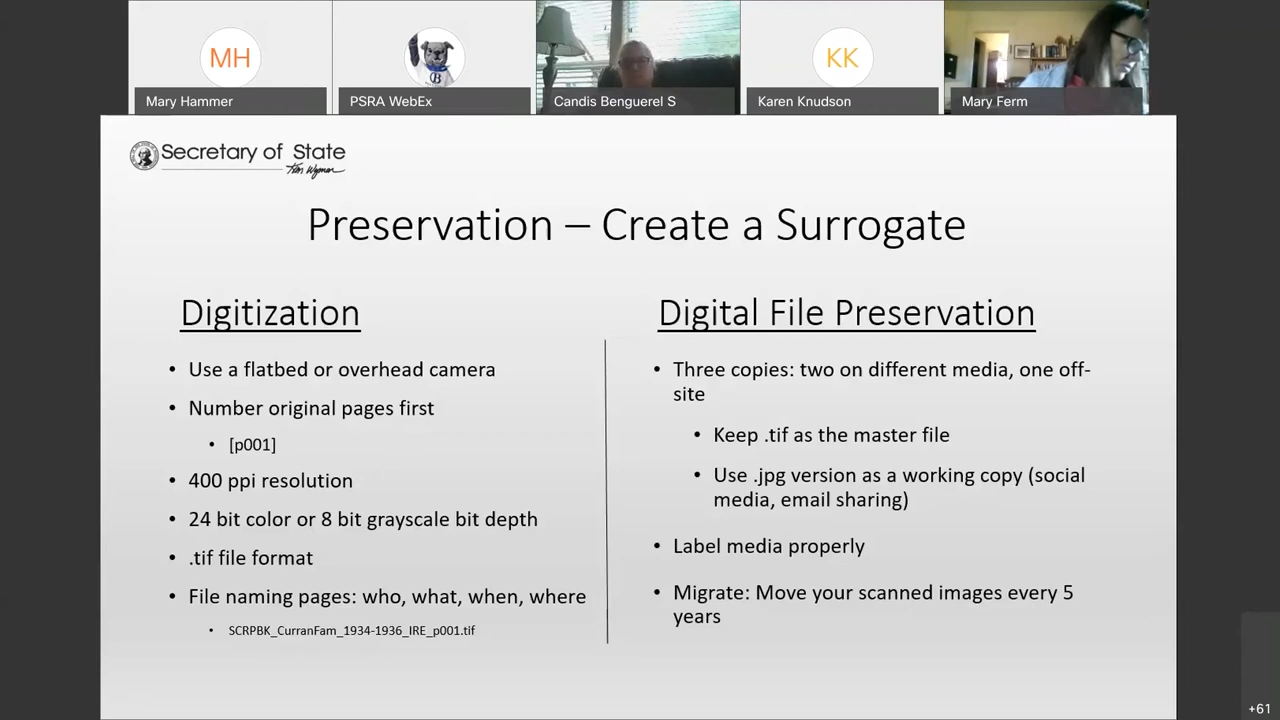 MH
KK
Mary Hammer
PSRA WebEx
Candis Benguerel S
Karen Knudson
Mary Ferm
Secretary of State
Kim Wyman
Preservation – Create a Surrogate
Digitization
• Use a flatbed or overhead camera
• Number original pages first
• [p001]
• 400 ppi resolution
• 24 bit color or 8 bit grayscale bit depth
• .tif file format
• File naming pages: who, what, when, where
• SCRPBK_CurranFam_1934-1936_IRE_p001.tif
Digital File Preservation
• Three copies: two on different media, one off-
site
• Keep .tif as the master file
• Use .jpg version as a working copy (social
media, email sharing)
• Label media properly
• Migrate: Move your scanned images every 5
years
+61